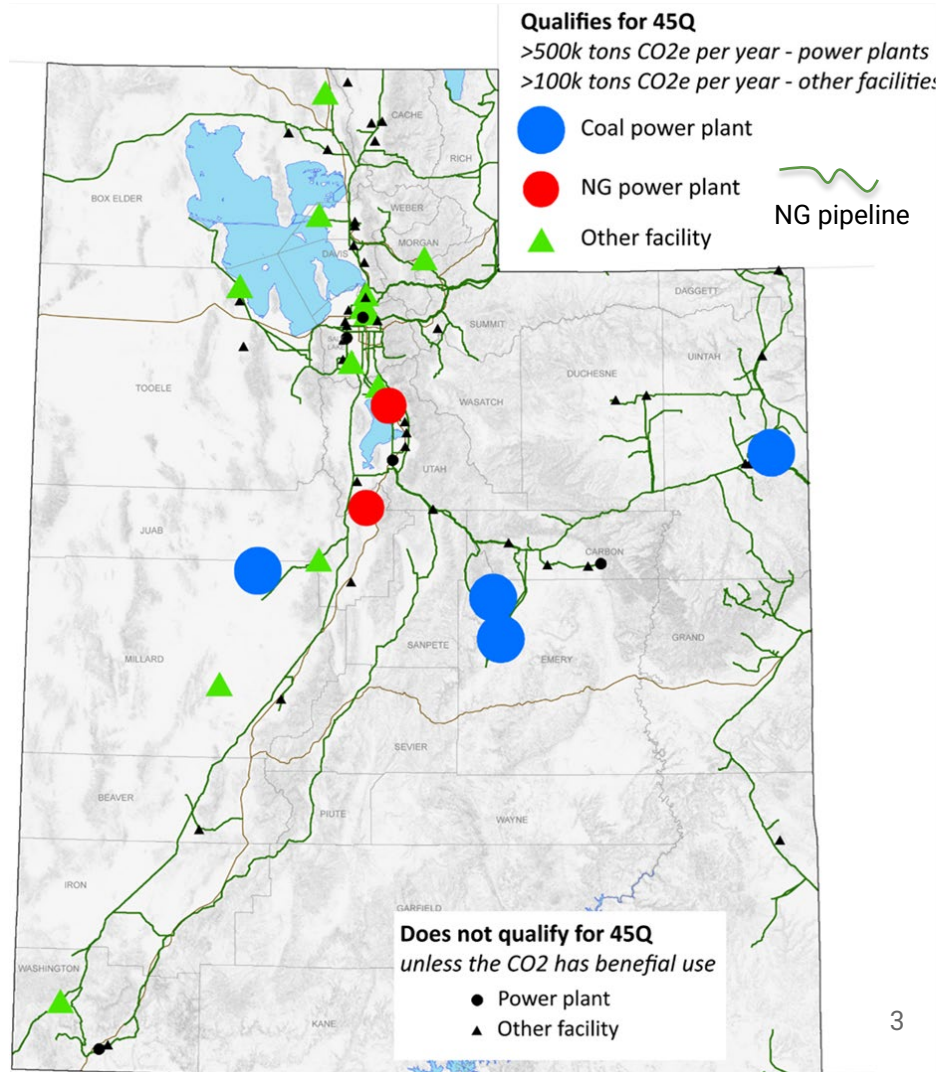 Qualifies for 45Q
>500k tons CO2e per year - power plants
>100k tons CO2e per year - other facilities
Coal power plant
NG power plant
Other facility
NG pipeline
CACHE
RICH
BOX ELDER
WEBER
MORGAN
DAVIS
DAGGETT
SUMMIT
UINTAH
DUCHESNE
TOOELE
WASATCH
UTAH
JUAB
CARBON
SANPETE
EMERY
GRAND
MILLARD
SEVIER
BEAVER
PIUTE
WAYNE
IRON
GARFIELD
WASHINGTON
KANE
Does not qualify for 45Q
unless the CO2 has benefial use
Power plant
Other facility
3